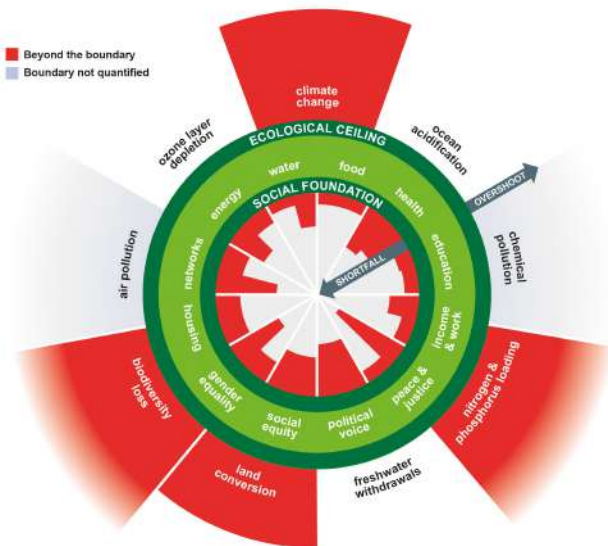 Beyond the boundary
Boundary not quantified
climate
change
ozone layer
depletion
ocean
acidification
ECOLOGICAL CEILING
OVERSHOOT
water
food
energy
health
SOCIAL FOUNDATION
SHORTFALL
air pollution
networks
education
chemical
pollution
housing
income
& work
biodiversity
loss
gender
equality
social
equity
political
voice
peace &
justice
nitrogen &
phosphorus loading
land
conversion
freshwater
withdrawals